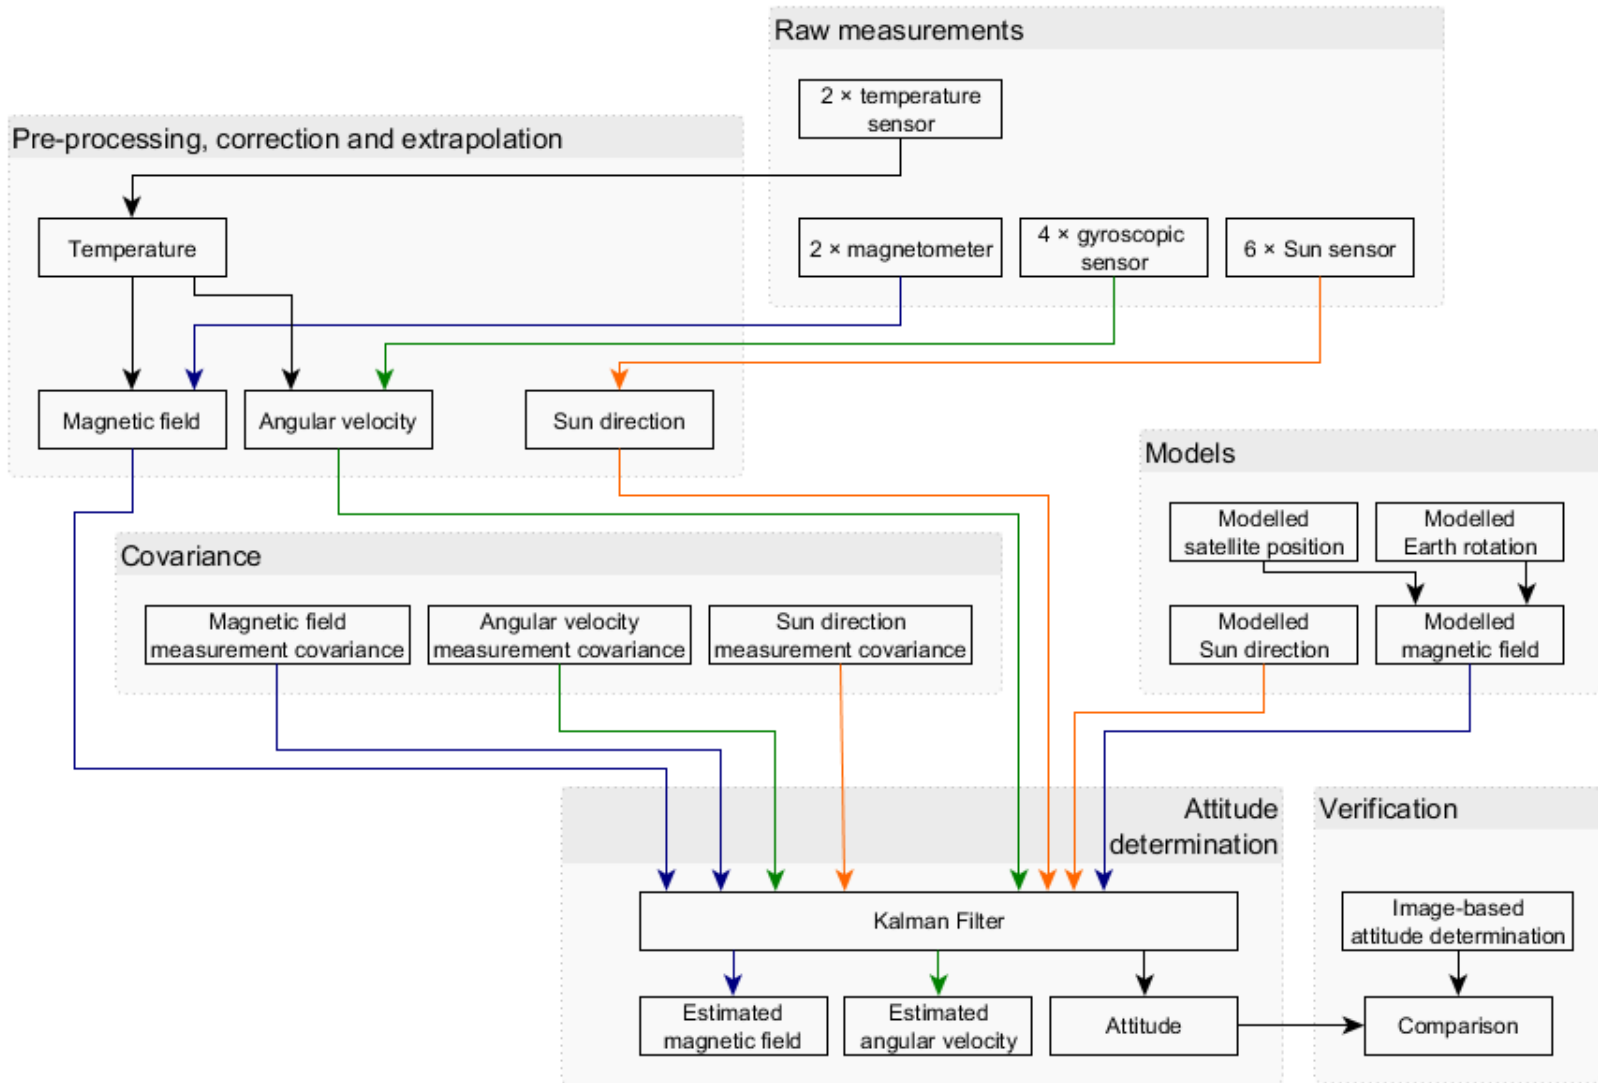 Raw measurements
2 × temperature
sensor
Pre-processing, correction and extrapolation
Temperature
2 × magnetometer
4 × gyroscopic
sensor
6 × Sun sensor
Magnetic field
Angular velocity
Sun direction
Models
Modelled
satellite position
Modelled
Earth rotation
Covariance
Magnetic field
measurement covariance
Angular velocity
measurement covariance
Sun direction
measurement covariance
Modelled
Sun direction
Modelled
magnetic field
Attitude
determination
Verification
Kalman Filter
Image-based
attitude determination
Estimated
magnetic field
Estimated
angular velocity
Attitude
Comparison